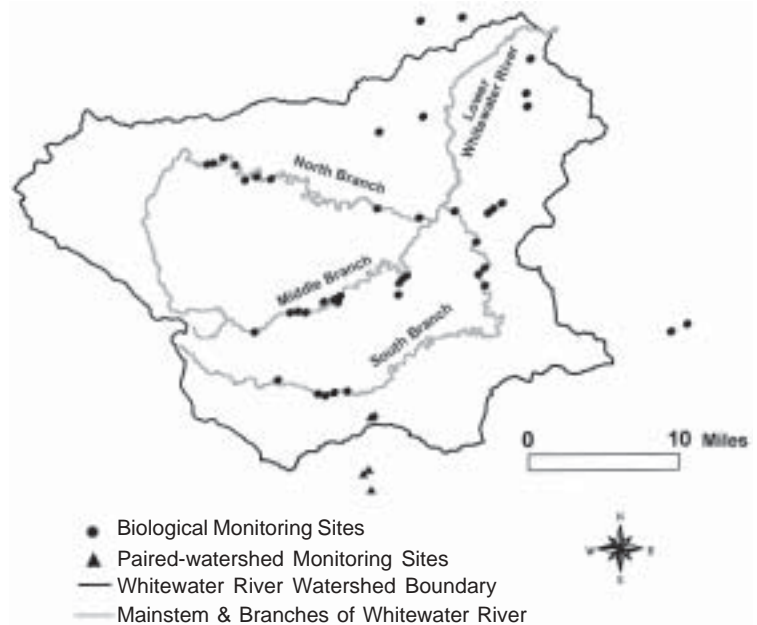 Lower
Whitewater River
North Branch
Middle Branch
South Branch
0 10 Miles
N
W E
S
Biological Monitoring Sites
Paired-watershed Monitoring Sites
Whitewater River Watershed Boundary
Mainstem & Branches of Whitewater River